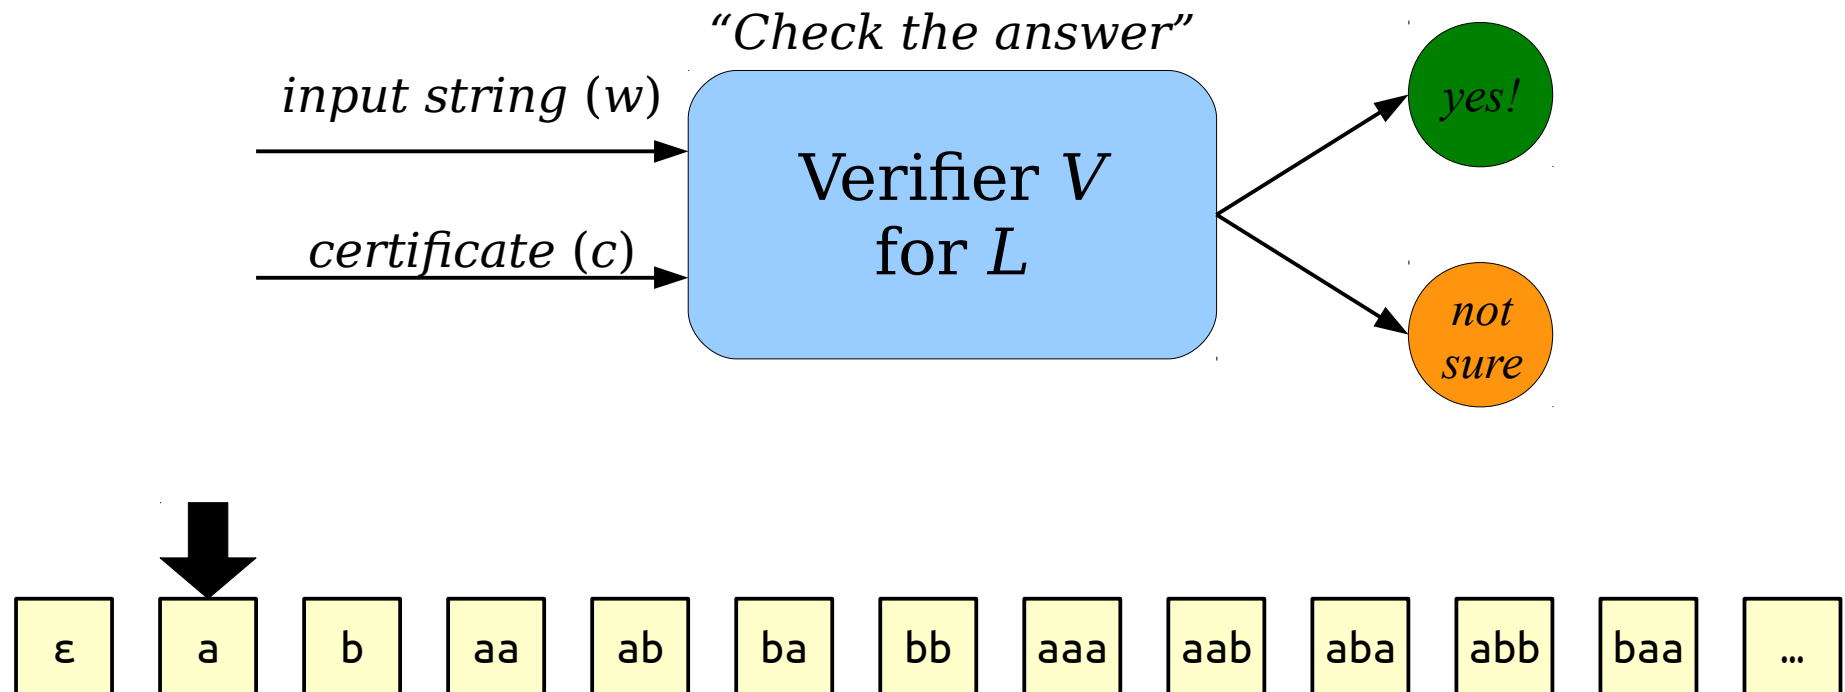 “Check the answer”
input string (w)
certificate (c)
Verifier V
for L
yes!
not
sure
ε a b aa ab ba bb aaa aab aba abb baa …